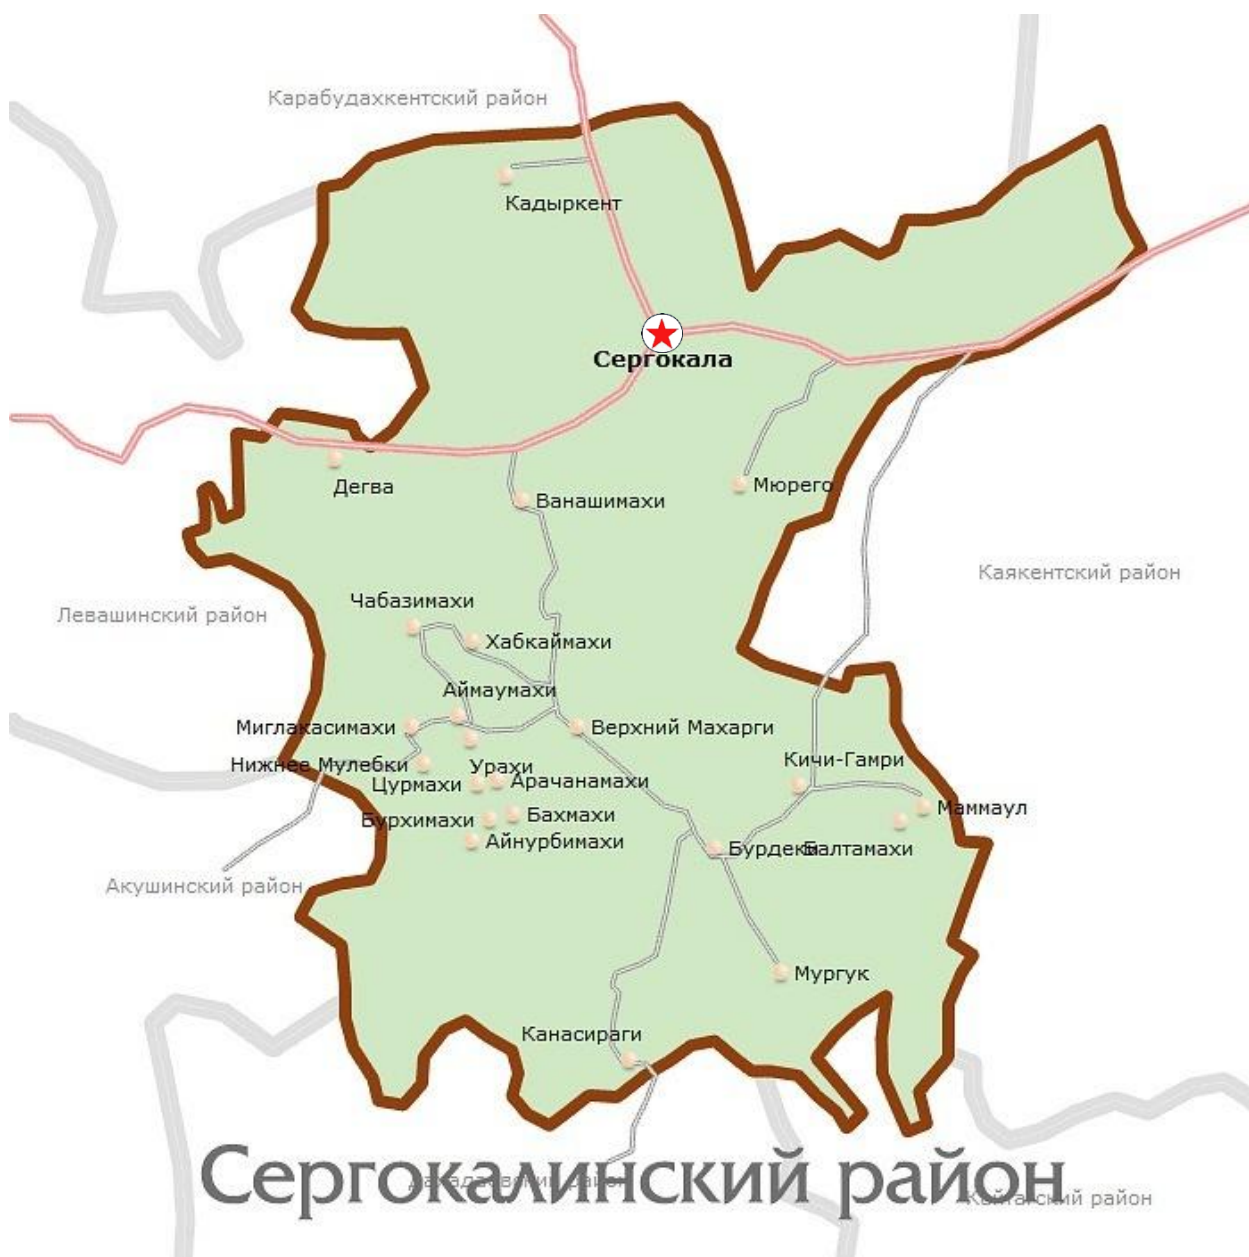 Карабудахкентский район
Кадыркент
Сергокала
Дегва
Мюрего
Ванашимахи
Каякентский район
Чабазимахи
Левашинский район
Хабкаймахи
Аймаумахи
Миглакасимахи
Верхний Махарги
Кичи-Гамри
Нижнее Мулебки
Урахи
Цурмахи
Арачанамахи
Маммаул
Бурхимахи
Бахмахи
Айнурбимахи
Бурдеки
Балтамахи
Акушинский район
Мургук
Канасираги
Сергокалинский район
Дахадаевский район
Кайтагский район